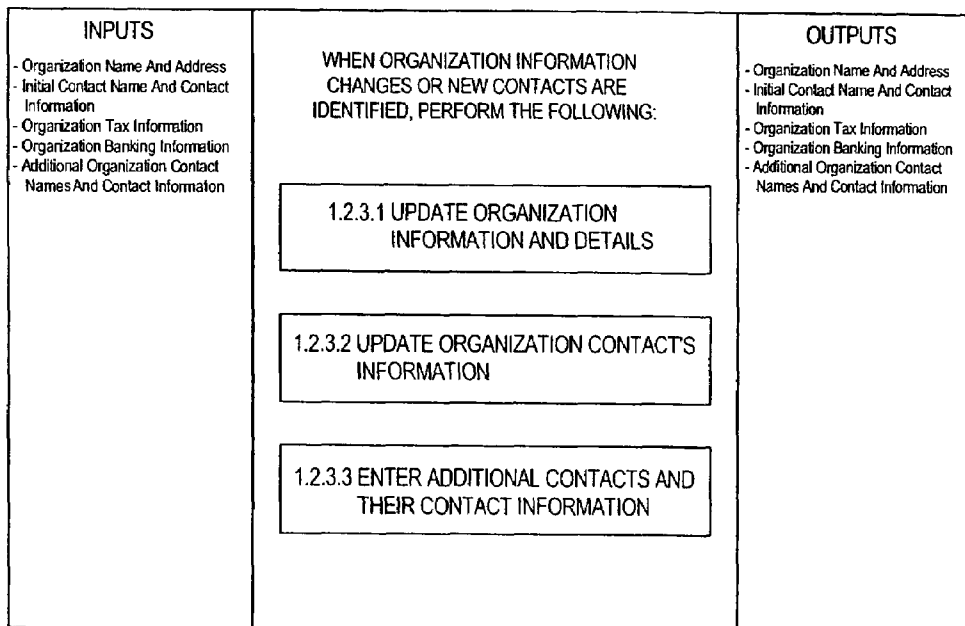 INPUTS
- Organization Name And Address
- Initial Contact Name And Contact
Information
- Organization Tax Information
- Organization Banking Information
- Additional Organization Contact
Names And Contact Informaton
WHEN ORGANIZATION INFORMATION
CHANGES OR NEW CONTACTS ARE
IDENTIFIED, PERFORM THE FOLLOWING:
1.2.3.1 UPDATE ORGANIZATION
INFORMATION AND DETAILS
1.2.3.2 UPDATE ORGANIZATION CONTACT'S
INFORMATION
1.2.3.3 ENTER ADDITIONAL CONTACTS AND
THEIR CONTACT INFORMATION
OUTPUTS
- Organization Name And Address
- Initial Contact Name And Contact
Information
- Organization Tax Information
- Organization Banking Information
- Additional Organization Contact
Names And Contact Information